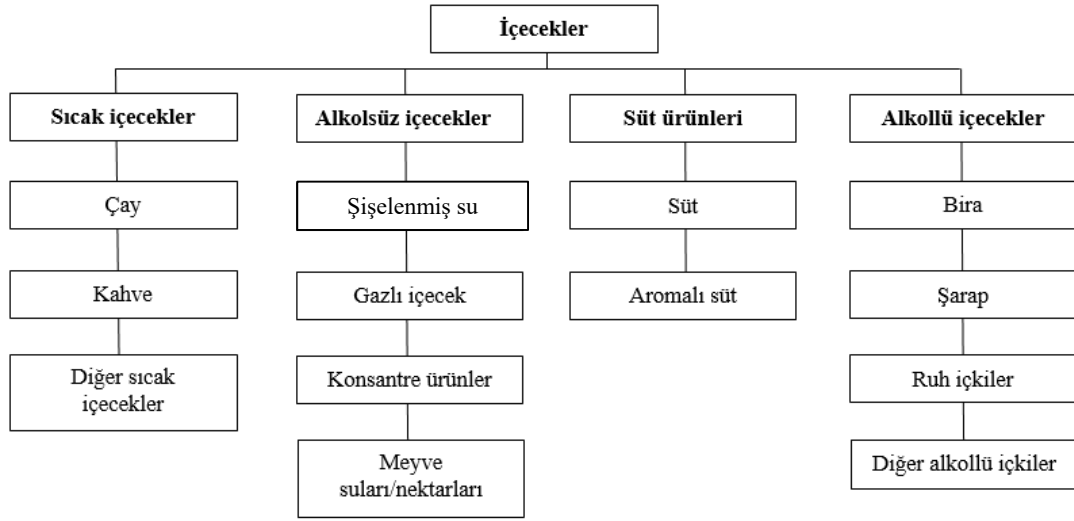 İçecekler
Sıcak içecekler
Çay
Kahve
Diğer sıcak
içecekler
Alkolsüz içecekler
Şişelenmiş su
Gazlı içecek
Konsantre ürünler
Meyve
suları/nektarları
Süt ürünleri
Süt
Aromalı süt
Alkollü içecekler
Bira
Şarap
Ruh içkiler
Diğer alkollü içkiler